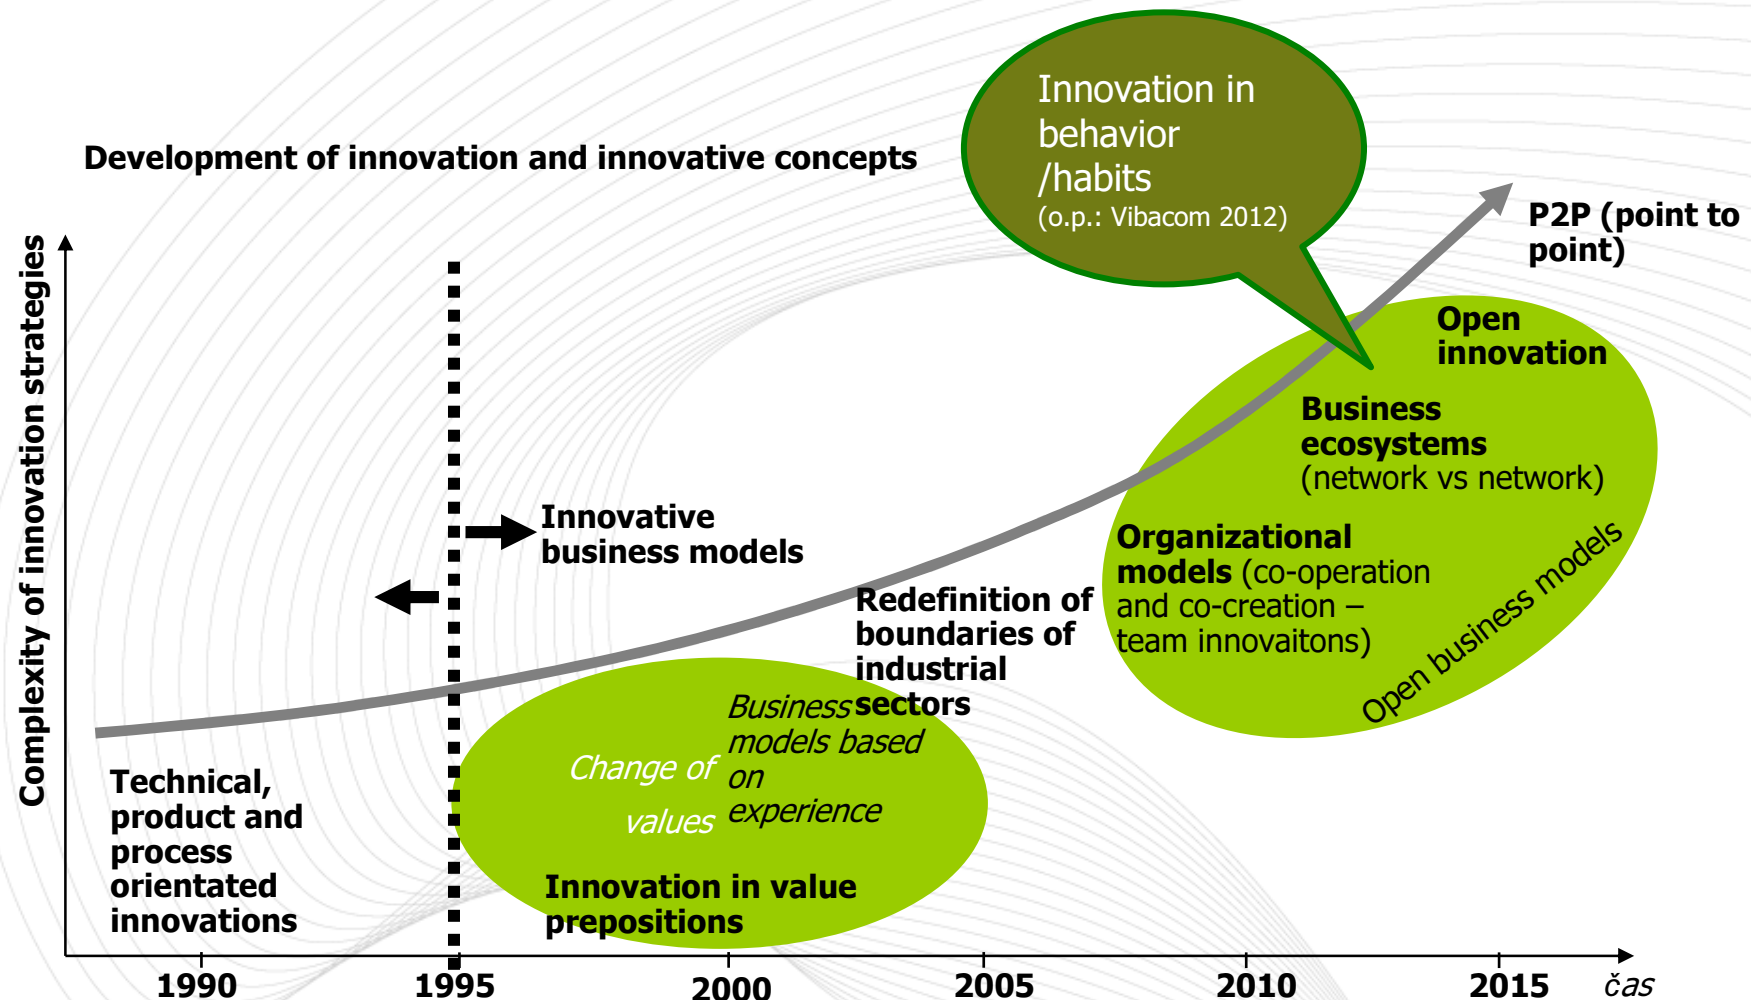 Development of innovation and innovative concepts
Innovation in
behavior
/habits
(o.p.: Vibacom 2012)
P2P (point to
point)
Complexity of innovation strategies
Open
innovation
Business
ecosystems
(network vs network)
Organizational
models (co-operation
and co-creation –
team innovaitons)
Open business models
Innovative
business models
Redefinition of
boundaries of
industrial
sectors
Business
models based
on
experience
Change of
values
Innovation in value
prepositions
Technical,
product and
process
orientated
innovations
1990 1995 2000 2005 2010 2015 čas